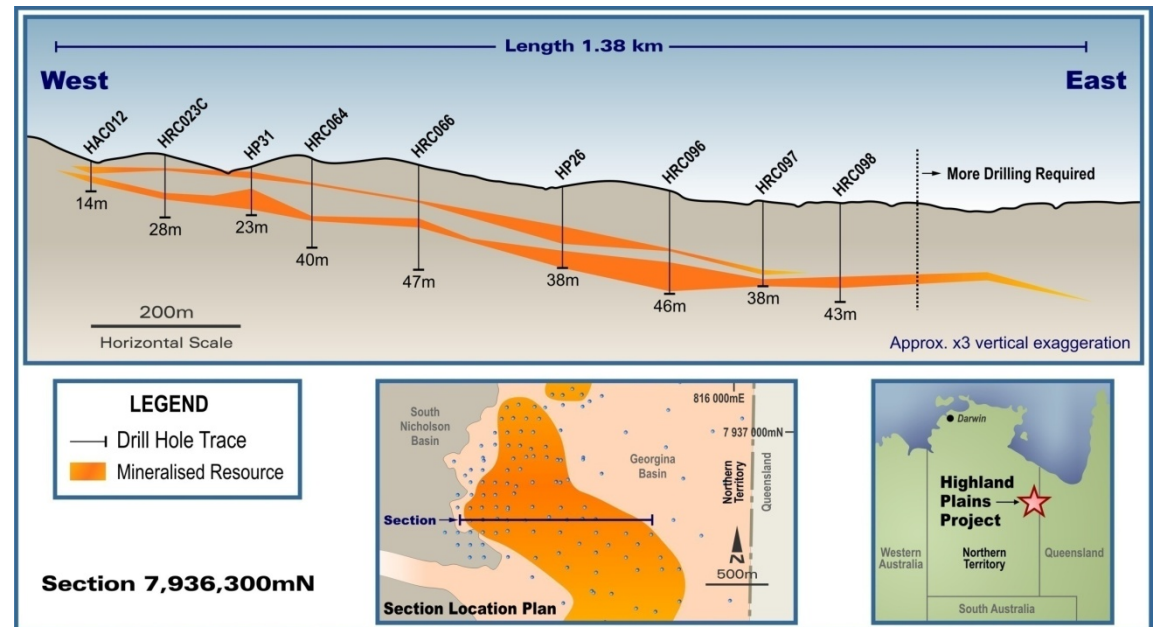 Length 1.38 km
West
East
HAC012
HRC023C
HP31
HRC064
HRC066
HP26
HRC096
HRC097
HRC098
More Drilling Required
14m
28m
23m
40m
47m
38m
46m
38m
43m
200m
Horizontal Scale
Approx. x3 vertical exaggeration
LEGEND
Drill Hole Trace
Mineralised Resource
Section 7,936,300mN
South
Nicholson
Basin
816 000mE
7 937 000mN
Georgina
Basin
Northern
Territory
Queensland
Section
N
500m
Section Location Plan
Darwin
Highland
Plains
Project
Western
Australia
Northern
Territory
Queensland
South Australia